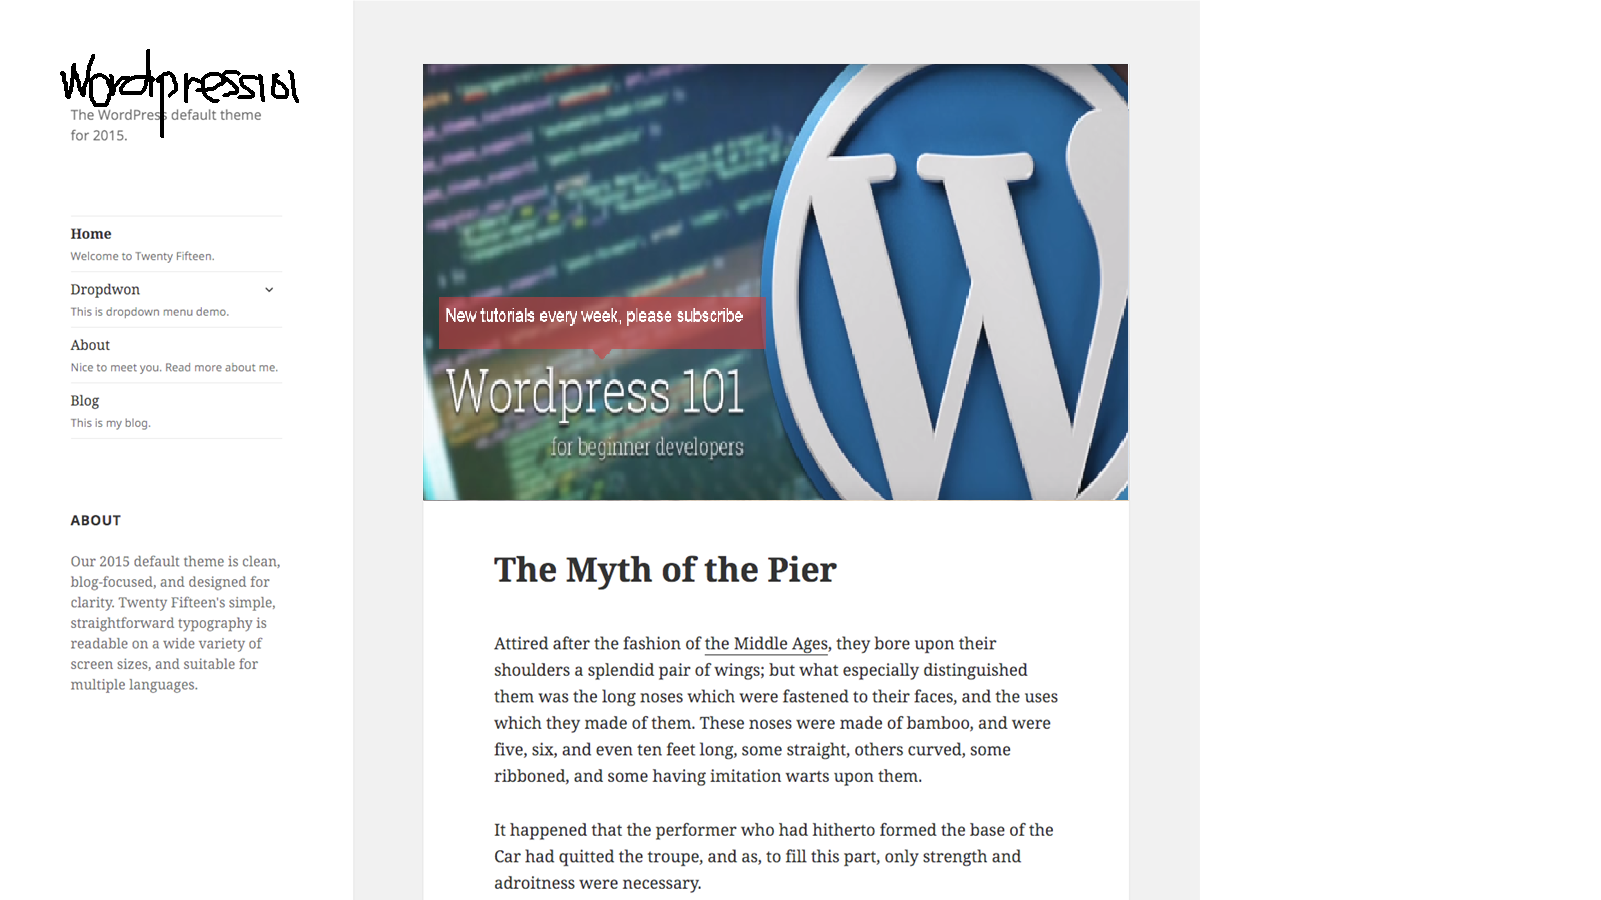 Wordpress101
The WordPress default theme
for 2015.
Home
Welcome to Twenty Fifteen.
Dropdwon
This is dropdown menu demo.
About
Nice to meet you. Read more about me.
Blog
This is my blog.
ABOUT
Our 2015 default theme is clean,
blog-focused, and designed for
clarity. Twenty Fifteen's simple,
straightforward typography is
readable on a wide variety of
screen sizes, and suitable for
multiple languages.
New tutorials every week, please subscribe
Wordpress 101
for beginner developers
The Myth of the Pier
Attired after the fashion of the Middle Ages, they bore upon their
shoulders a splendid pair of wings; but what especially distinguished
them was the long noses which were fastened to their faces, and the uses
which they made of them. These noses were made of bamboo, and were
five, six, and even ten feet long, some straight, others curved, some
ribboned, and some having imitation warts upon them.
It happened that the performer who had hitherto formed the base of the
Car had quitted the troupe, and as, to fill this part, only strength and
adroitness were necessary.